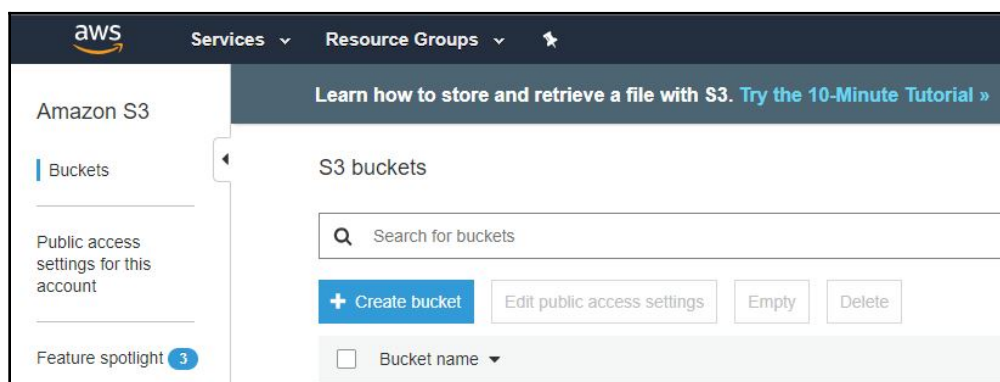 aws Services Resource Groups
Learn how to store and retrieve a file with S3. Try the 10-Minute Tutorial »
Amazon S3
Buckets
Public access
settings for this
account
Feature spotlight 3
S3 buckets
Search for buckets
+ Create bucket Edit public access settings Empty Delete
Bucket name